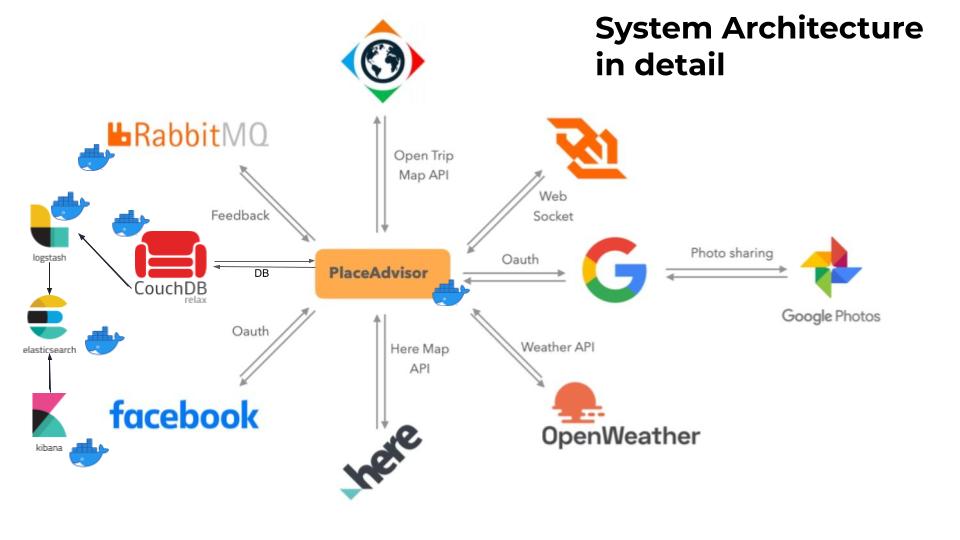 System Architecture
in detail
RabbitMQ
Open Trip
Map API
Web
Socket
Feedback
logstash
CouchDB
relax
DB
PlaceAdvisor
Oauth
Photo sharing
Google Photos
elasticsearch
Oauth
Here Map
API
Weather API
kibana
facebook
here
OpenWeather